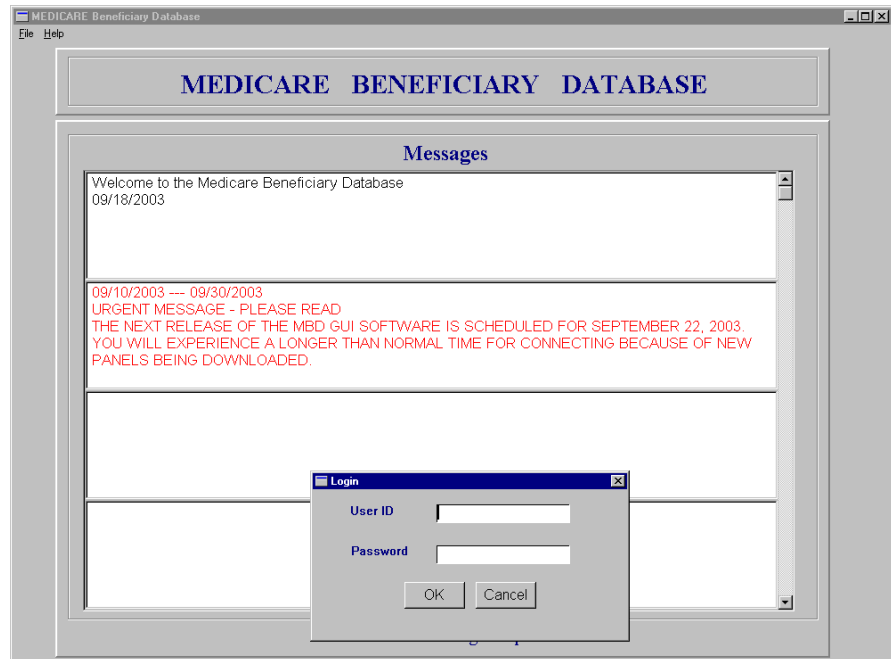 MEDICARE Beneficiary Database
File Help
MEDICARE BENEFICIARY DATABASE
Messages
Welcome to the Medicare Beneficiary Database
09/18/2003
09/10/2003 --- 09/30/2003
URGENT MESSAGE - PLEASE READ
THE NEXT RELEASE OF THE MBD GUI SOFTWARE IS SCHEDULED FOR SEPTEMBER 22, 2003.
YOU WILL EXPERIENCE A LONGER THAN NORMAL TIME FOR CONNECTING BECAUSE OF NEW
PANELS BEING DOWNLOADED.
Login
User ID
Password
OK Cancel